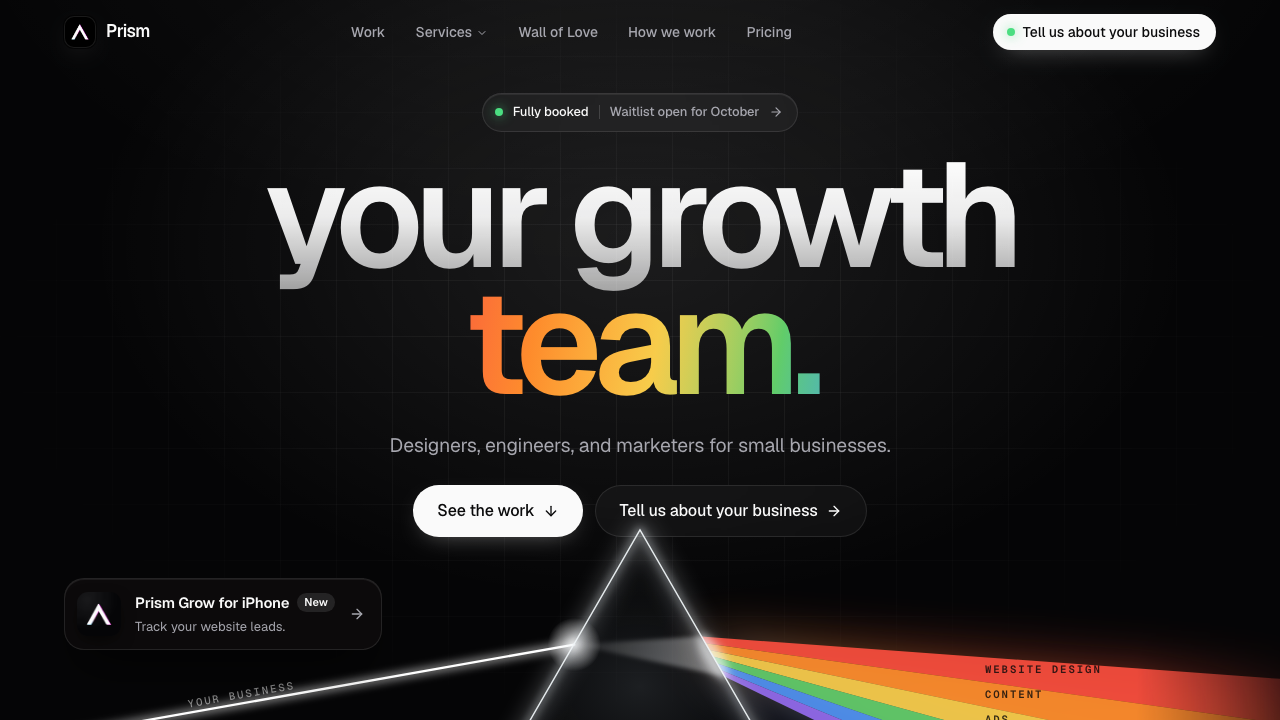 Prism
Work
Services
Wall of Love
How we work
Pricing
Tell us about your business
Fully booked
Waitlist open for October
your growth
team.
Designers, engineers, and marketers for small businesses.
See the work
Tell us about your business
Prism Grow for iPhone
New
Track your website leads.
YOUR BUSINESS
WEBSITE DESIGN
CONTENT
ADS